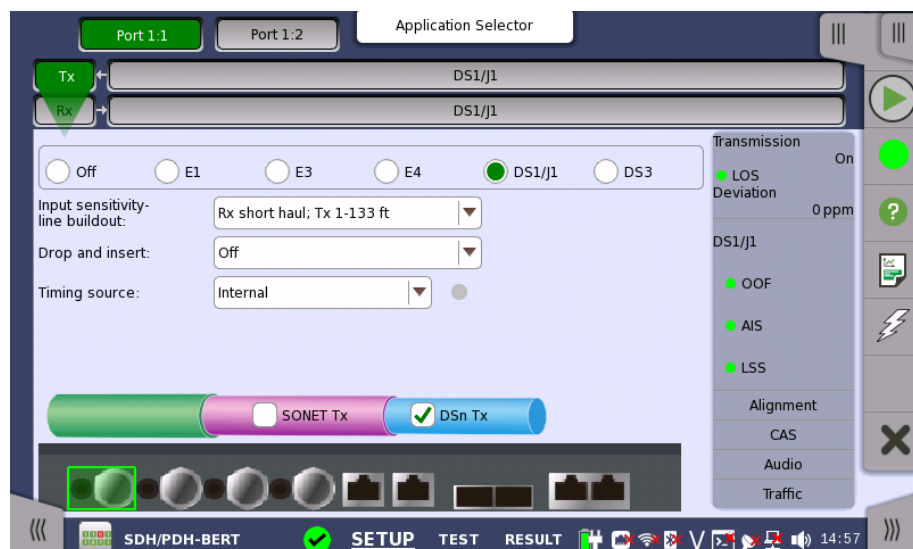 Port 1:1
Port 1:2
Application Selector
Tx
DS1/J1
Rx
DS1/J1
Off
E1
E3
E4
DS1/J1
DS3
Input sensitivity-
line buildout:
Rx short haul; Tx 1-133 ft
Drop and insert:
Off
Timing source:
Internal
SONET Tx
DSn Tx
Transmission
On
LOS
Deviation
0 ppm
DS1/J1
OOF
AIS
LSS
Alignment
CAS
Audio
Traffic
SDH/PDH-BERT
SETUP
TEST
RESULT
V
14:57